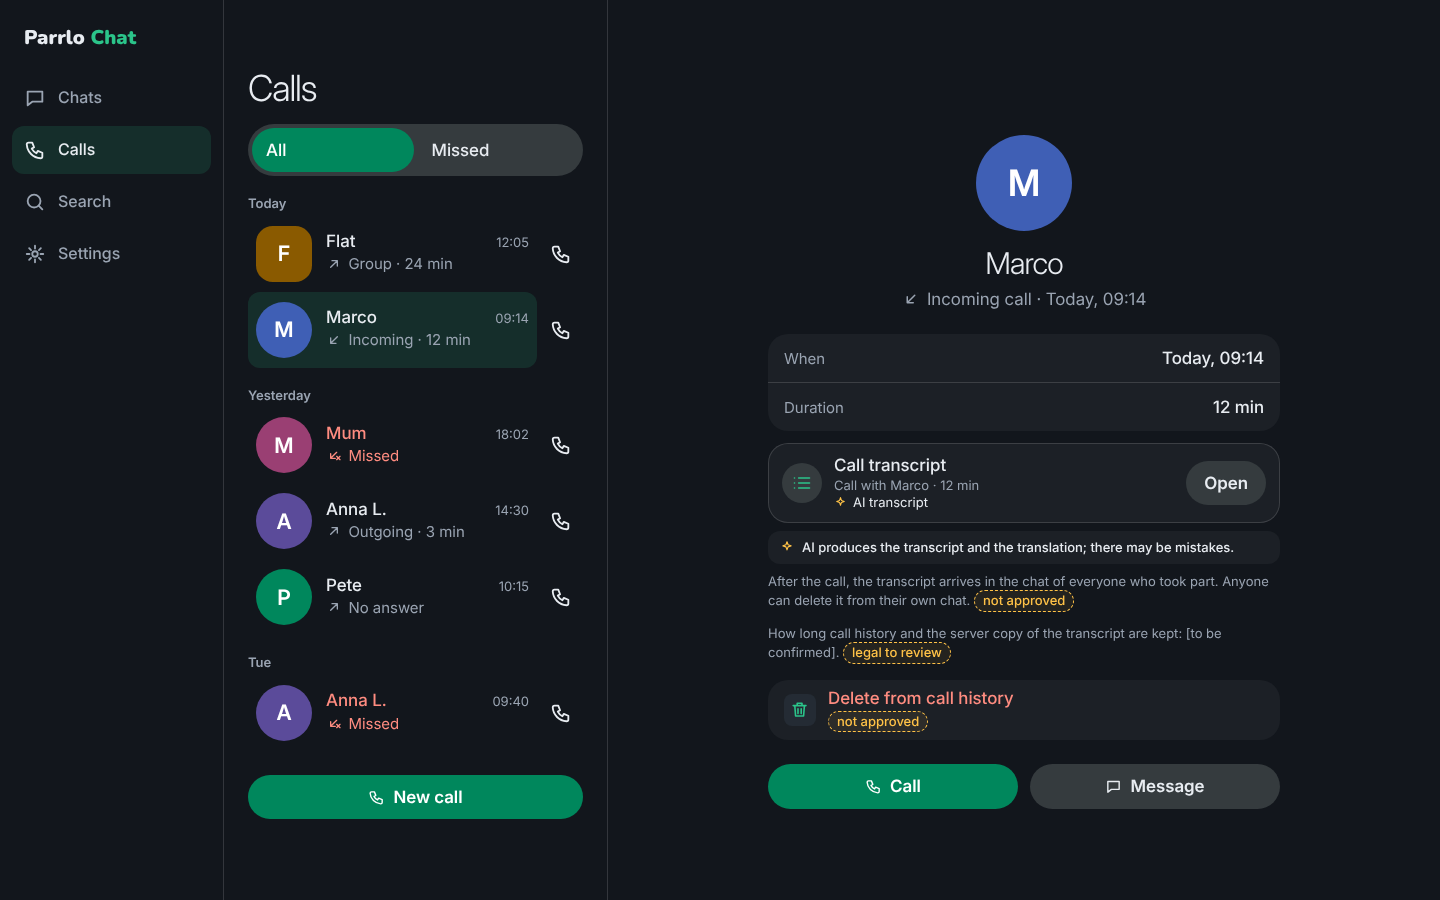 Parrlo Chat
Chats
Calls
Search
Settings
Calls
All
Missed
Today
F
Flat
12:05
Group · 24 min
M
Marco
09:14
Incoming · 12 min
Yesterday
M
Mum
18:02
Missed
A
Anna L.
14:30
Outgoing · 3 min
P
Pete
10:15
No answer
Tue
A
Anna L.
09:40
Missed
New call
M
Marco
Incoming call · Today, 09:14
When
Today, 09:14
Duration
12 min
Call transcript
Call with Marco · 12 min
AI transcript
Open
AI produces the transcript and the translation; there may be mistakes.
After the call, the transcript arrives in the chat of everyone who took part. Anyone
can delete it from their own chat. not approved
How long call history and the server copy of the transcript are kept: [to be
confirmed]. legal to review
Delete from call history
not approved
Call
Message